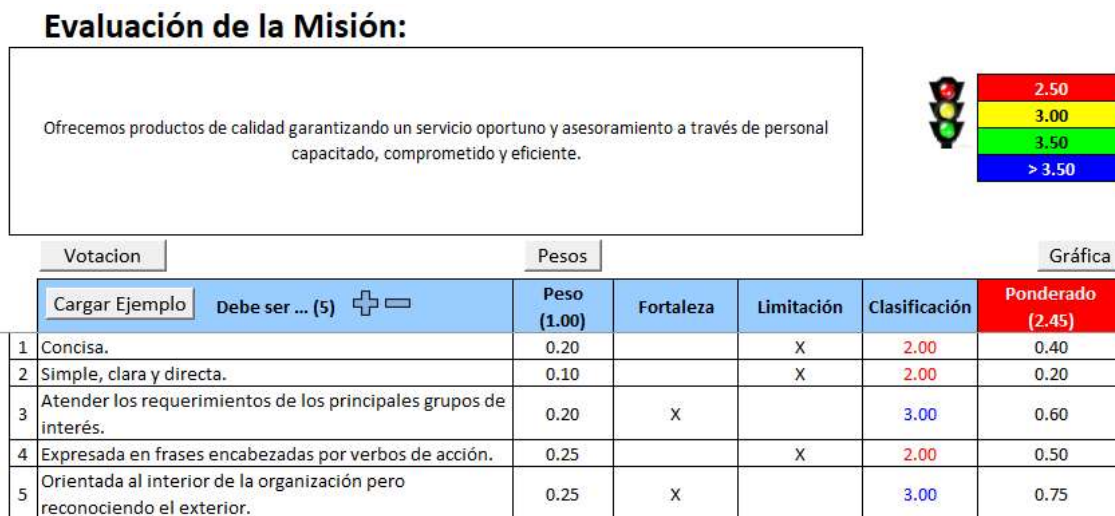 Evaluación de la Misión:
Ofrecemos productos de calidad garantizando un servicio oportuno y asesoramiento a través de personal
capacitado, comprometido y eficiente.
2.50
3.00
3.50
> 3.50
Votacion Pesos Gráfica
Cargar Ejemplo Debe ser ... (5) Peso (1.00) Fortaleza Limitación Clasificación Ponderado (2.45)
1 Concisa. 0.20 X 2.00 0.40
2 Simple, clara y directa. 0.10 X 2.00 0.20
3 Atender los requerimientos de los principales grupos de
interés. 0.20 X 3.00 0.60
4 Expresada en frases encabezadas por verbos de acción. 0.25 X 2.00 0.50
5 Orientada al interior de la organización pero
reconociendo el exterior. 0.25 X 3.00 0.75